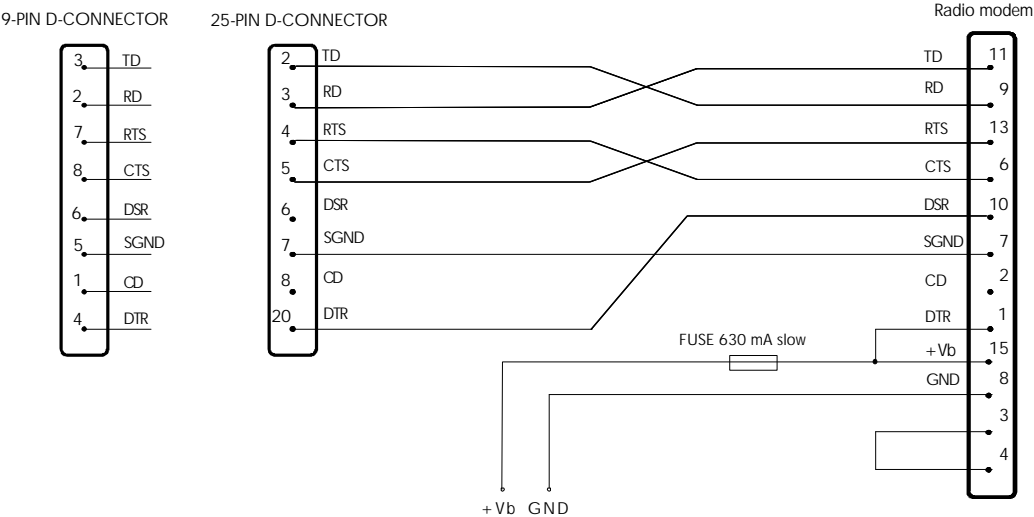 Radio modem
9-PIN D-CONNECTOR
25-PIN D-CONNECTOR
3 TD
2 RD
7 RTS
8 CTS
6 DSR
5 SGND
1 CD
4 DTR
2 TD
3 RD
4 RTS
5 CTS
6 DSR
7 SGND
8 CD
20 DTR
TD 11
RD 9
RTS 13
CTS 6
DSR 10
SGND 7
CD 2
DTR 1
+Vb 15
GND 8
3
4
FUSE 630 mA slow
+Vb GND